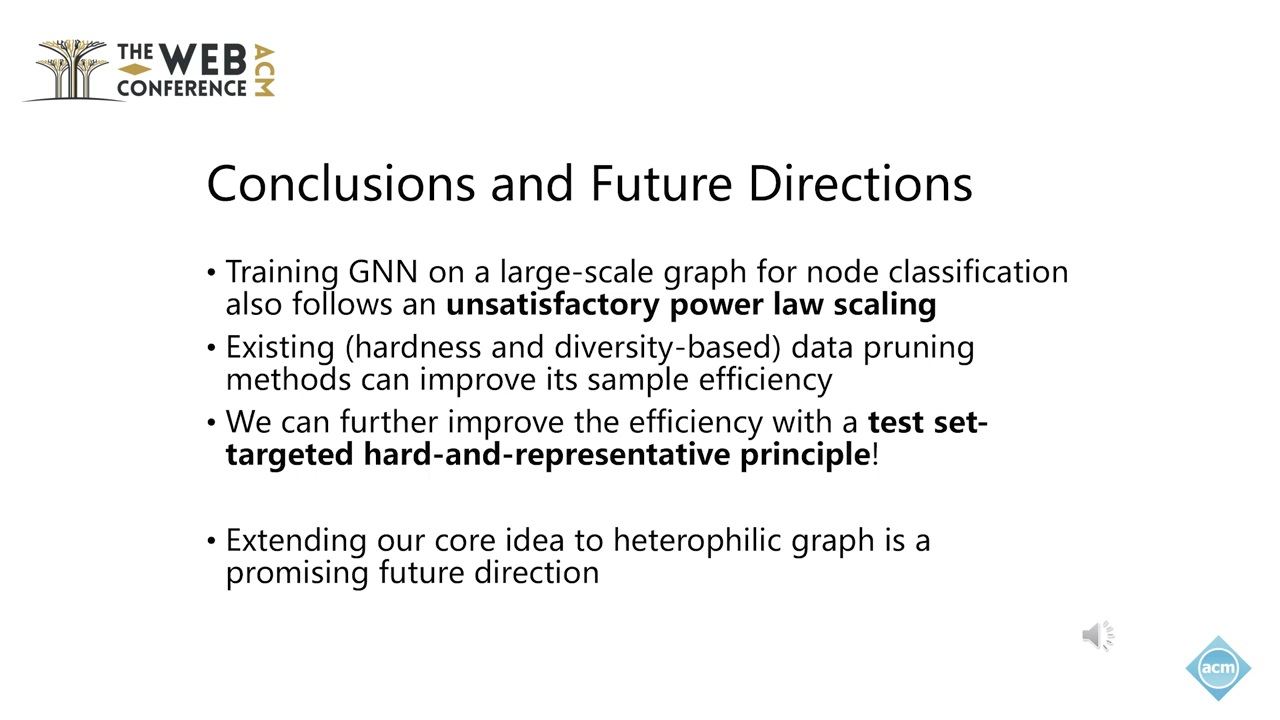 THE WEB CONFERENCE ACM
Conclusions and Future Directions
• Training GNN on a large-scale graph for node classification
also follows an unsatisfactory power law scaling
• Existing (hardness and diversity-based) data pruning
methods can improve its sample efficiency
• We can further improve the efficiency with a test set-
targeted hard-and-representative principle!
• Extending our core idea to heterophilic graph is a
promising future direction
acm